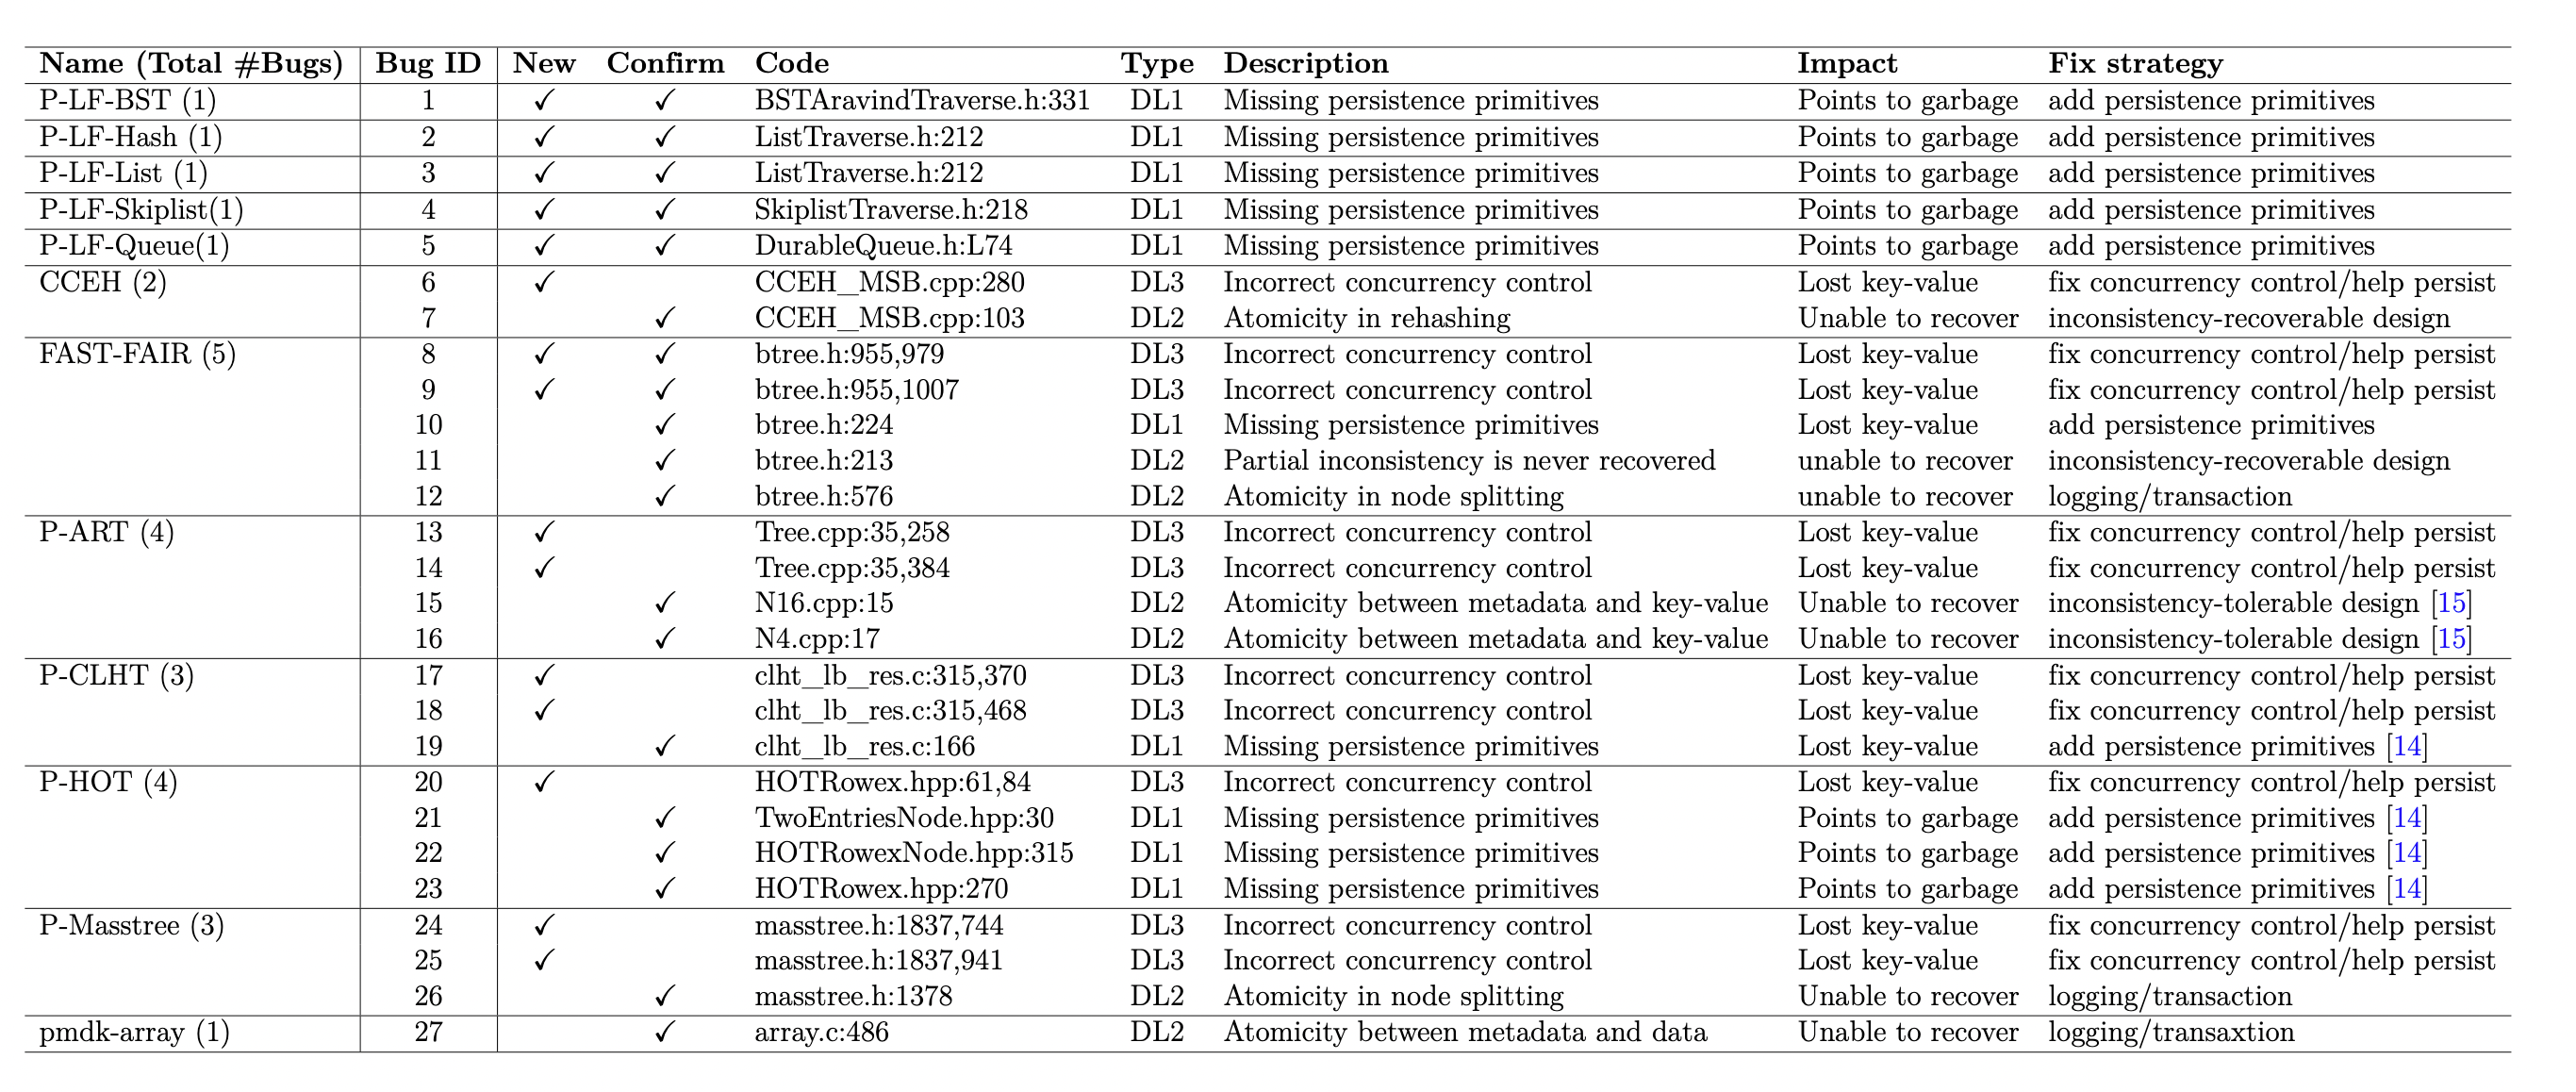 Name (Total #Bugs) Bug ID New Confirm Code Type Description Impact Fix strategy
P-LF-BST (1) 1 ✓ ✓ BSTAravindTraverse.h:331 DL1 Missing persistence primitives Points to garbage add persistence primitives
P-LF-Hash (1) 2 ✓ ✓ ListTraverse.h:212 DL1 Missing persistence primitives Points to garbage add persistence primitives
P-LF-List (1) 3 ✓ ✓ ListTraverse.h:212 DL1 Missing persistence primitives Points to garbage add persistence primitives
P-LF-Skiplist(1) 4 ✓ ✓ SkiplistTraverse.h:218 DL1 Missing persistence primitives Points to garbage add persistence primitives
P-LF-Queue(1) 5 ✓ ✓ DurableQueue.h:L74 DL1 Missing persistence primitives Points to garbage add persistence primitives
CCEH (2) 6 ✓ CCEH_MSB.cpp:280 DL3 Incorrect concurrency control Lost key-value fix concurrency control/help persist
7 ✓ CCEH_MSB.cpp:103 DL2 Atomicity in rehashing Unable to recover inconsistency-recoverable design
FAST-FAIR (5) 8 ✓ ✓ btree.h:955,979 DL3 Incorrect concurrency control Lost key-value fix concurrency control/help persist
9 ✓ ✓ btree.h:955,1007 DL3 Incorrect concurrency control Lost key-value fix concurrency control/help persist
10 ✓ btree.h:224 DL1 Missing persistence primitives Lost key-value add persistence primitives
11 ✓ btree.h:213 DL2 Partial inconsistency is never recovered unable to recover inconsistency-recoverable design
12 ✓ btree.h:576 DL2 Atomicity in node splitting unable to recover logging/transaction
P-ART (4) 13 ✓ Tree.cpp:35,258 DL3 Incorrect concurrency control Lost key-value fix concurrency control/help persist
14 ✓ Tree.cpp:35,384 DL3 Incorrect concurrency control Lost key-value fix concurrency control/help persist
15 ✓ N16.cpp:15 DL2 Atomicity between metadata and key-value Unable to recover inconsistency-tolerable design [15]
16 ✓ N4.cpp:17 DL2 Atomicity between metadata and key-value Unable to recover inconsistency-tolerable design [15]
P-CLHT (3) 17 ✓ clht_lb_res.c:315,370 DL3 Incorrect concurrency control Lost key-value fix concurrency control/help persist
18 ✓ clht_lb_res.c:315,468 DL3 Incorrect concurrency control Lost key-value fix concurrency control/help persist
19 ✓ clht_lb_res.c:166 DL1 Missing persistence primitives Lost key-value add persistence primitives [14]
P-HOT (4) 20 ✓ HOTRowex.hpp:61,84 DL3 Incorrect concurrency control Lost key-value fix concurrency control/help persist
21 ✓ TwoEntriesNode.hpp:30 DL1 Missing persistence primitives Points to garbage add persistence primitives [14]
22 ✓ HOTRowexNode.hpp:315 DL1 Missing persistence primitives Points to garbage add persistence primitives [14]
23 ✓ HOTRowex.hpp:270 DL1 Missing persistence primitives Points to garbage add persistence primitives [14]
P-Masstree (3) 24 ✓ masstree.h:1837,744 DL3 Incorrect concurrency control Lost key-value fix concurrency control/help persist
25 ✓ masstree.h:1837,941 DL3 Incorrect concurrency control Lost key-value fix concurrency control/help persist
26 ✓ masstree.h:1378 DL2 Atomicity in node splitting Unable to recover logging/transaction
pmdk-array (1) 27 ✓ array.c:486 DL2 Atomicity between metadata and data Unable to recover logging/transaxtion